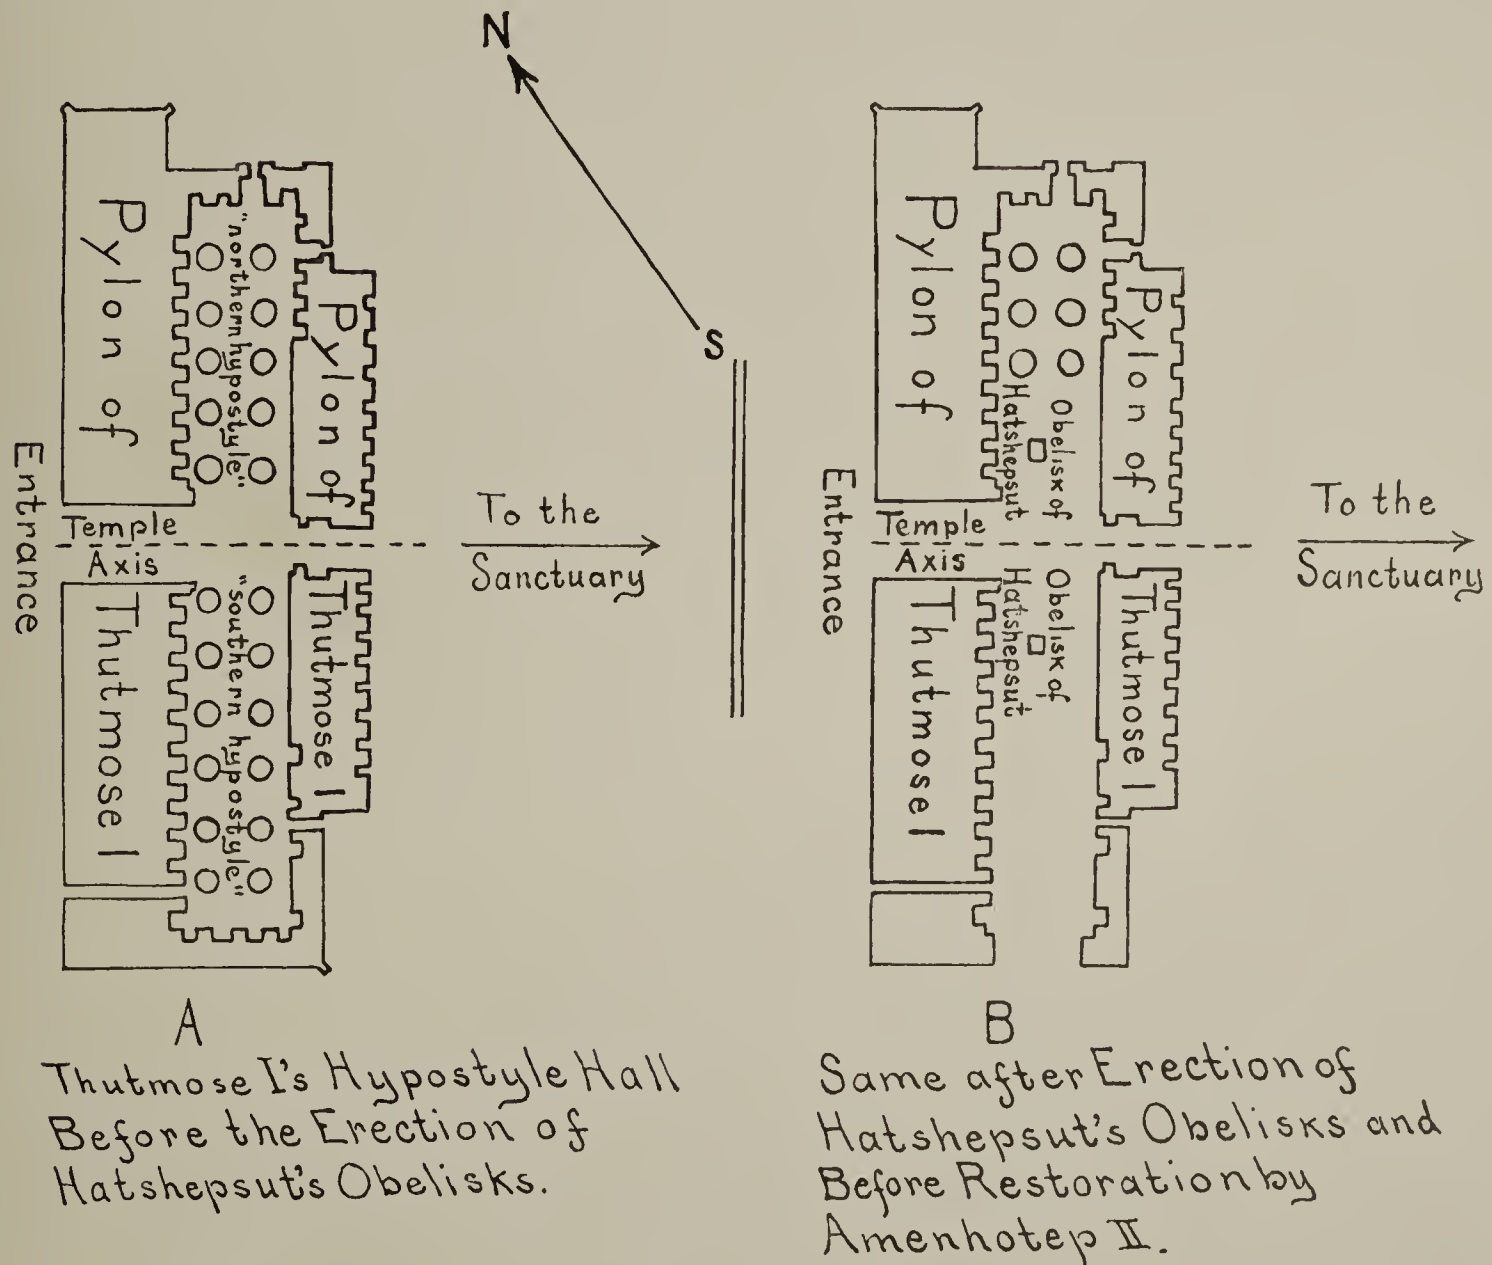 N
S
Pylon of
Thutmose I
"northern hypostyle"
"southern hypostyle"
Pylon of
Thutmose I
Entrance
Temple
Axis
To the
Sanctuary
A
Thutmose I's Hypostyle Hall
Before the Erection of
Hatshepsut's Obelisks.
Pylon of
Thutmose I
Obelisk of
Hatshepsut
Obelisk of
Hatshepsut
Pylon of
Thutmose I
Entrance
Temple
Axis
To the
Sanctuary
B
Same after Erection of
Hatshepsut's Obelisks and
Before Restoration by
Amenhotep II.